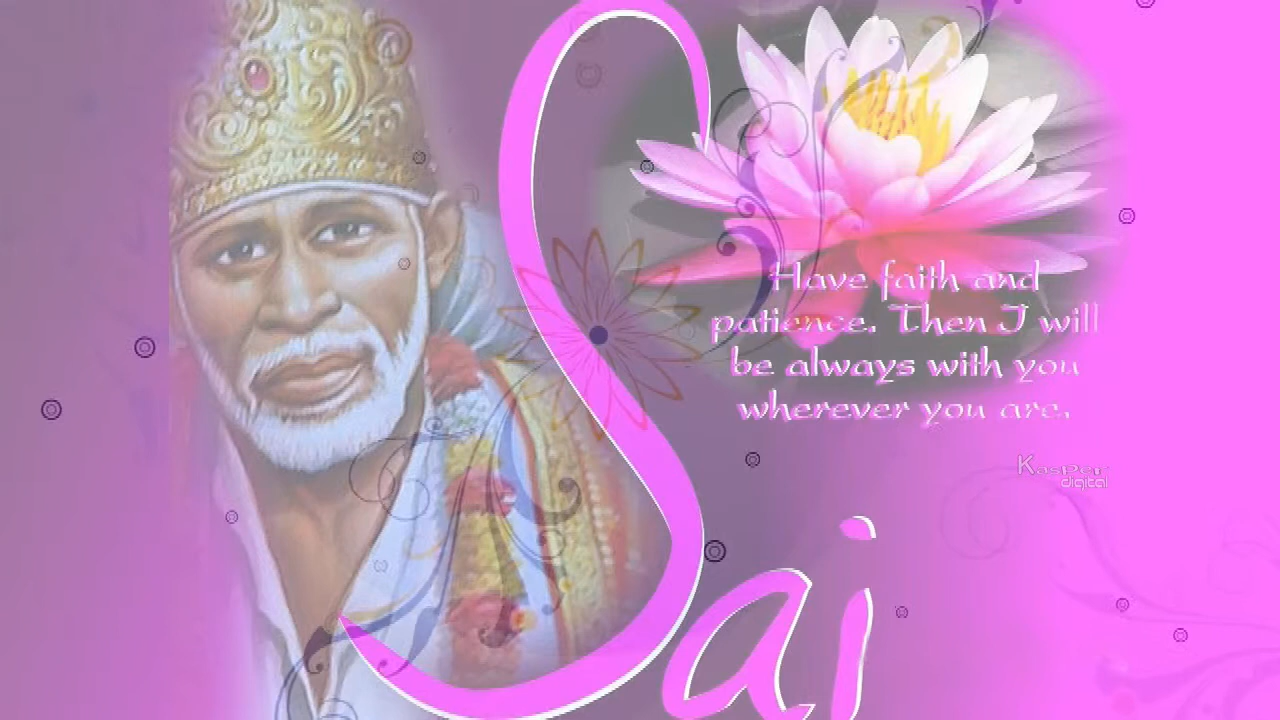 Sai
Have faith and
patience. Then I will
be always with you
wherever you are.
Kasper
digital